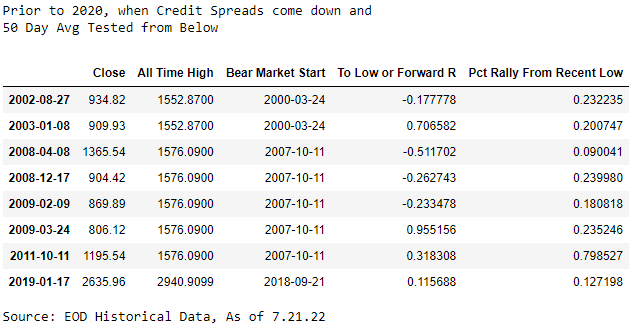 Prior to 2020, when Credit Spreads come down and
50 Day Avg Tested from Below
Close All Time High Bear Market Start To Low or Forward R Pct Rally From Recent Low
2002-08-27 934.82 1552.8700 2000-03-24 -0.177778 0.232235
2003-01-08 909.93 1552.8700 2000-03-24 0.706582 0.200747
2008-04-08 1365.54 1576.0900 2007-10-11 -0.511702 0.090041
2008-12-17 904.42 1576.0900 2007-10-11 -0.262743 0.239980
2009-02-09 869.89 1576.0900 2007-10-11 -0.233478 0.180818
2009-03-24 806.12 1576.0900 2007-10-11 0.955156 0.235246
2011-10-11 1195.54 1576.0900 2007-10-11 0.318308 0.798527
2019-01-17 2635.96 2940.9099 2018-09-21 0.115688 0.127198
Source: EOD Historical Data, As of 7.21.22